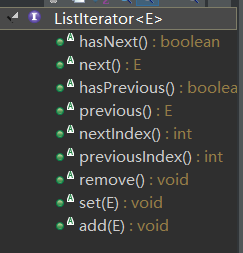 ListIterator<E>
hasNext() : boolean
next() : E
hasPrevious() : boolea
previous() : E
nextIndex() : int
previousIndex() : int
remove() : void
set(E) : void
add(E) : void